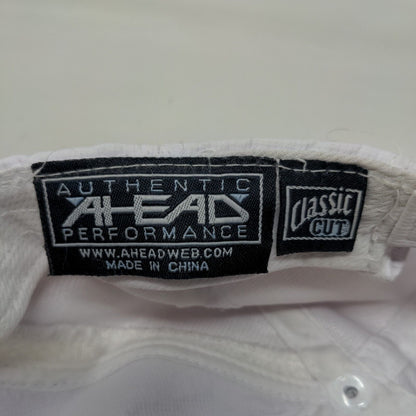 AUTHENTIC
AHEAD
PERFORMANCE
WWW.AHEADWEB.COM
MADE IN CHINA
Classic
CUT